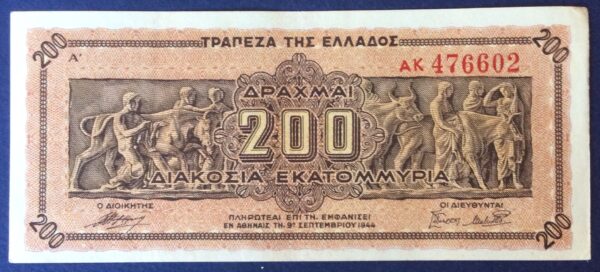 200 ΤΡΑΠΕΖΑ ΤΗΣ ΕΛΛΑΔΟΣ 200
Α' ΑΚ 476602
ΔΡΑΧΜΑΙ
200
ΔΙΑΚΟΣΙΑ ΕΚΑΤΟΜΜΥΡΙΑ
Ο ΔΙΟΙΚΗΤΗΣ ΟΙ ΔΙΕΥΘΥΝΤΑΙ
ΠΛΗΡΩΤΕΑΙ ΕΠΙ ΤΗ ΕΜΦΑΝΙΣΕΙ
200 ΕΝ ΑΘΗΝΑΙΣ ΤΗ 9ῃ ΣΕΠΤΕΜΒΡΙΟΥ 1944 200